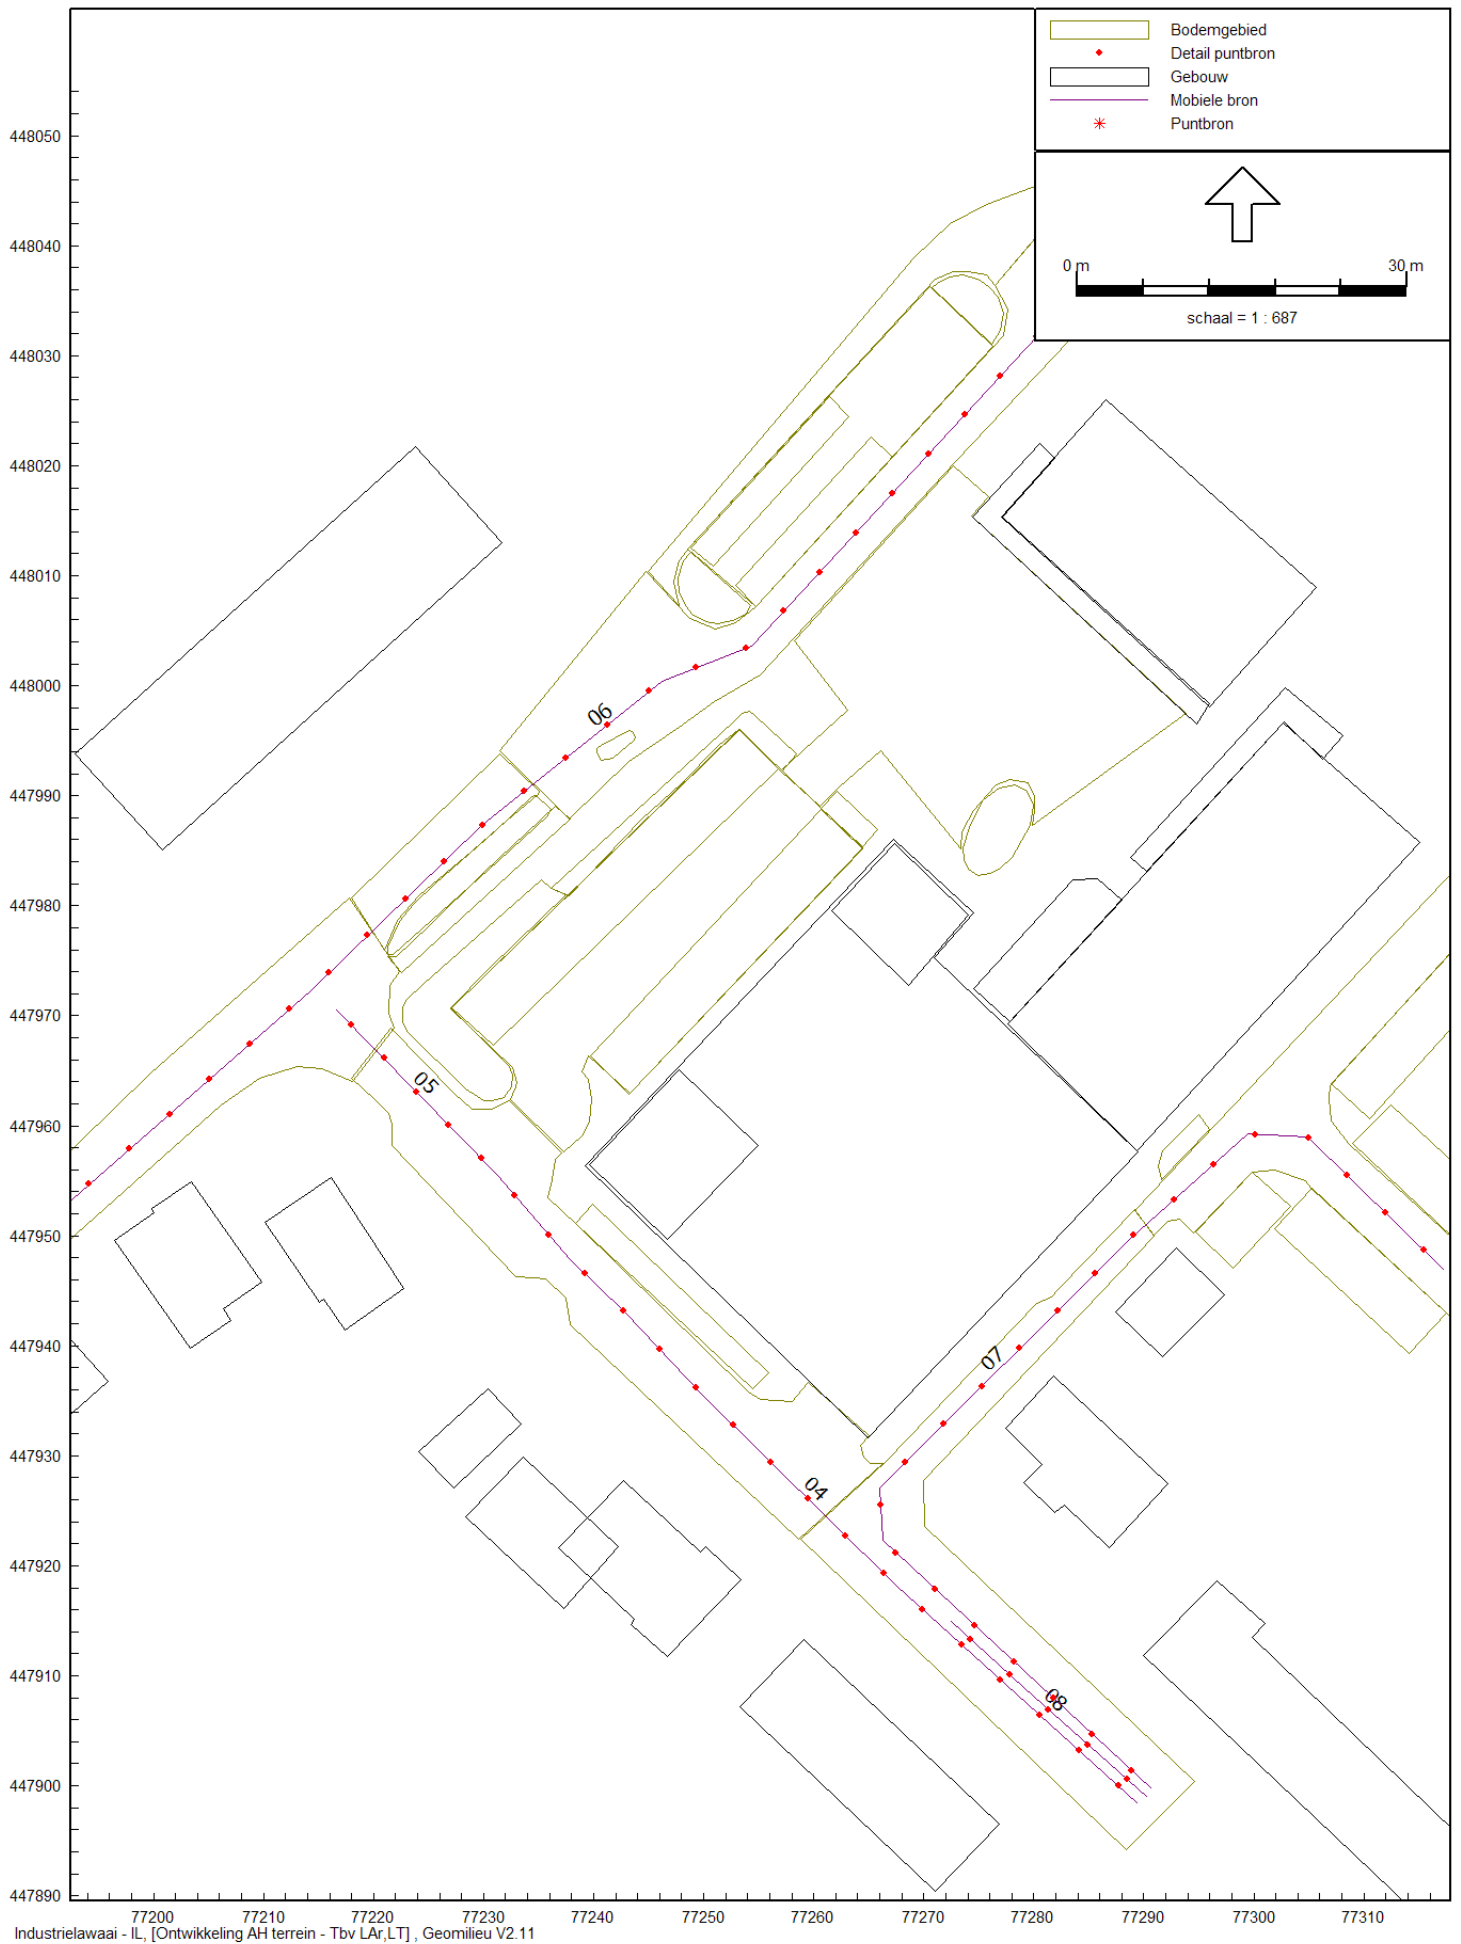 Bodemgebied
Detail puntbron
Gebouw
Mobiele bron
Puntbron
0 m 30 m
schaal = 1 : 687
448050
448040
448030
448020
448010
448000
447990
447980
447970
447960
447950
447940
447930
447920
447910
447900
447890
06
05
07
04
08
77200 77210 77220 77230 77240 77250 77260 77270 77280 77290 77300 77310
Industrielawaai - IL, [Ontwikkeling AH terrein - Tbv LAr,LT] , Geomilieu V2.11